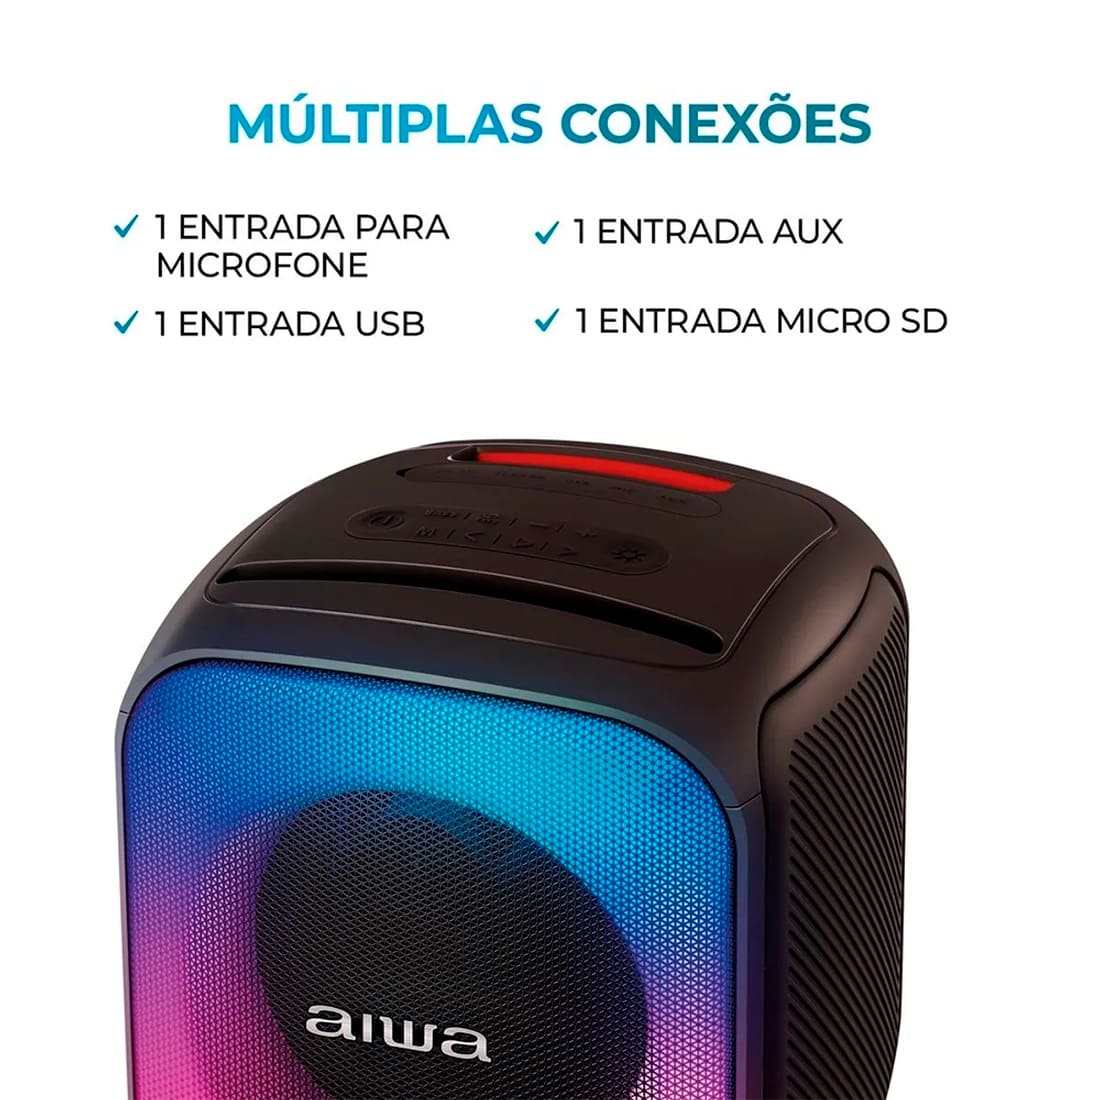 MÚLTIPLAS CONEXÕES
1 ENTRADA PARA
MICROFONE
1 ENTRADA AUX
1 ENTRADA USB
1 ENTRADA MICRO SD
aiwa